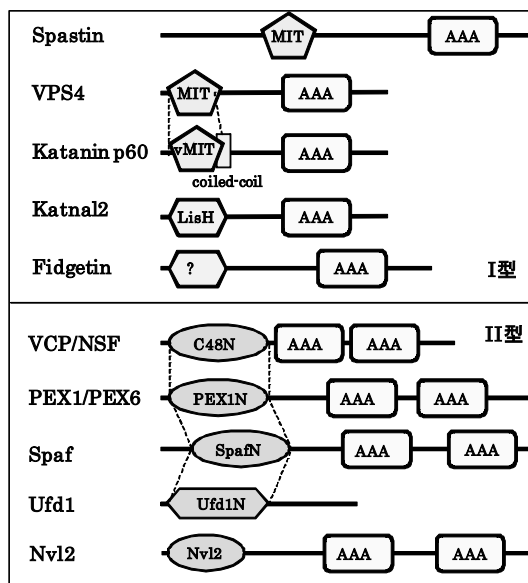 Spastin MIT AAA
VPS4 MIT AAA
Katanin p60 vMIT AAA
coiled-coil
Katnal2 LisH AAA
Fidgetin ? AAA I型
VCP/NSF C48N AAA AAA II型
PEX1/PEX6 PEX1N AAA AAA
Spaf SpafN AAA AAA
Ufd1 Ufd1N
Nvl2 Nvl2 AAA AAA